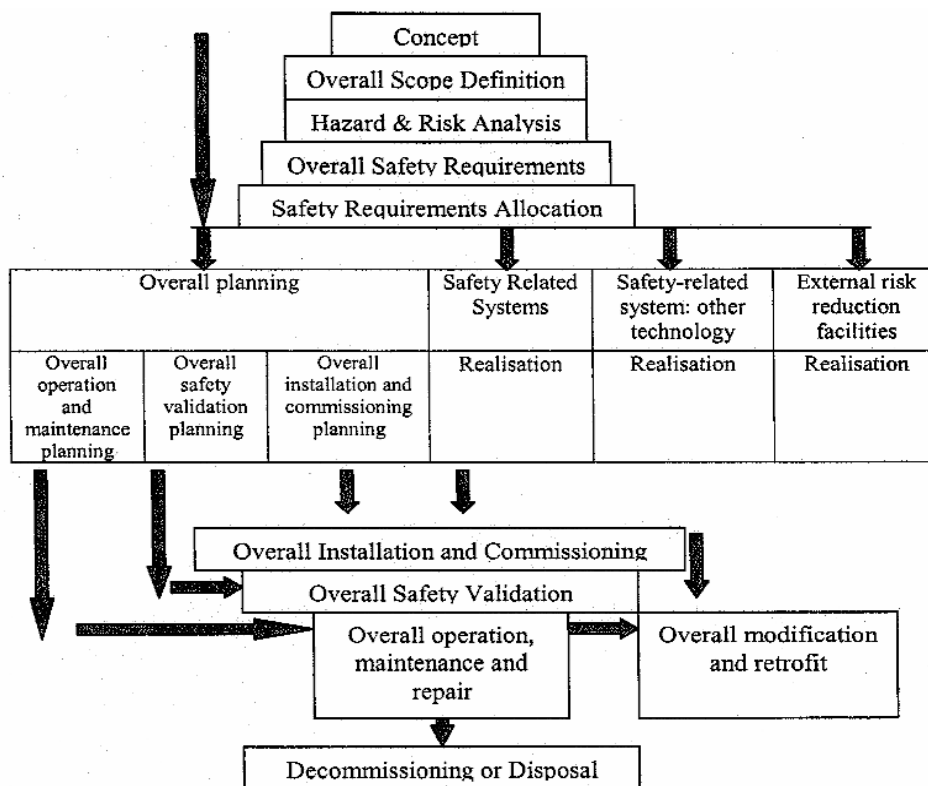 Concept
Overall Scope Definition
Hazard & Risk Analysis
Overall Safety Requirements
Safety Requirements Allocation
Overall planning
Safety Related
Systems
Safety-related
system: other
technology
External risk
reduction
facilities
Overall
operation
and
maintenance
planning
Overall
safety
validation
planning
Overall
installation and
commissioning
planning
Realisation
Realisation
Realisation
Overall Installation and Commissioning
Overall Safety Validation
Overall operation,
maintenance and
repair
Overall modification
and retrofit
Decommissioning or Disposal